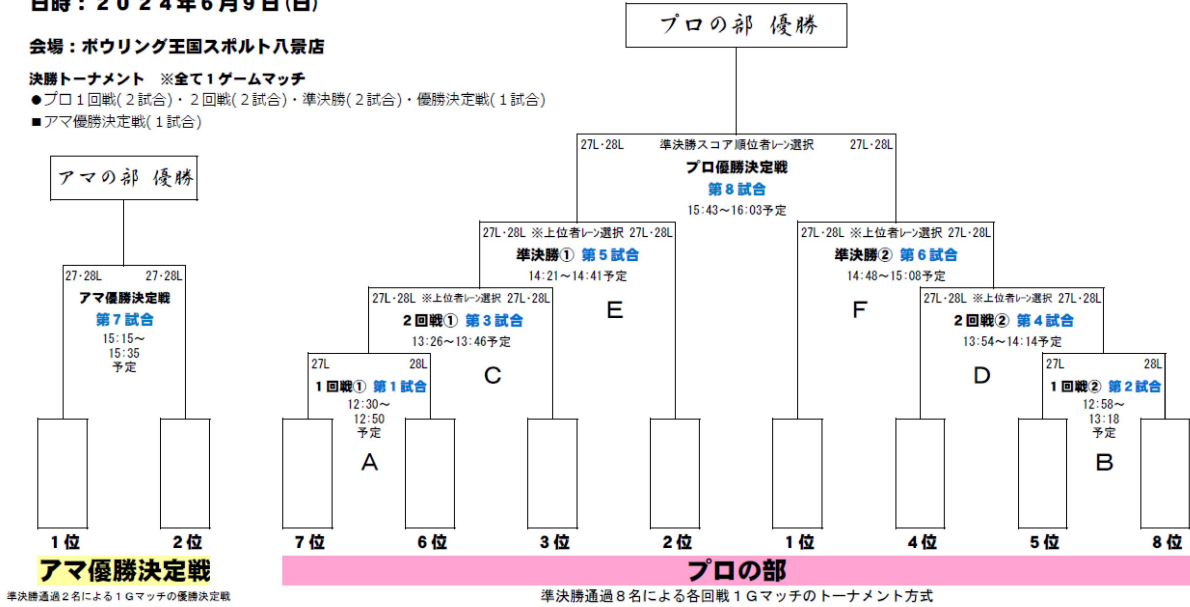 日時：２０２４年６月９日(日)
会場：ボウリング王国スポルト八景店
決勝トーナメント　※全て１ゲームマッチ
●プロ１回戦(２試合)・２回戦(２試合)・準決勝(２試合)・優勝決定戦(１試合)
■アマ優勝決定戦(１試合)
プロの部 優勝
27L・28L 準決勝スコア順位者レーン選択 27L・28L
プロ優勝決定戦
第８試合
15:43～16:03予定
アマの部 優勝
27・28L 27・28L
アマ優勝決定戦
第７試合
15:15～
15:35
予定
27L・28L ※上位者レーン選択 27L・28L
準決勝① 第５試合
14:21～14:41予定
E
27L・28L ※上位者レーン選択 27L・28L
準決勝② 第６試合
14:48～15:08予定
F
27L・28L ※上位者レーン選択 27L・28L
２回戦① 第３試合
13:26～13:46予定
C
27L・28L ※上位者レーン選択 27L・28L
２回戦② 第４試合
13:54～14:14予定
D
27L 28L
１回戦① 第１試合
12:30～
12:50
予定
A
27L 28L
１回戦② 第２試合
12:58～
13:18
予定
B
１位 ２位
７位 ６位 ３位 ２位 １位 ４位 ５位 ８位
アマ優勝決定戦
プロの部
準決勝通過２名による１Ｇマッチの優勝決定戦
準決勝通過８名による各回戦１Ｇマッチのトーナメント方式